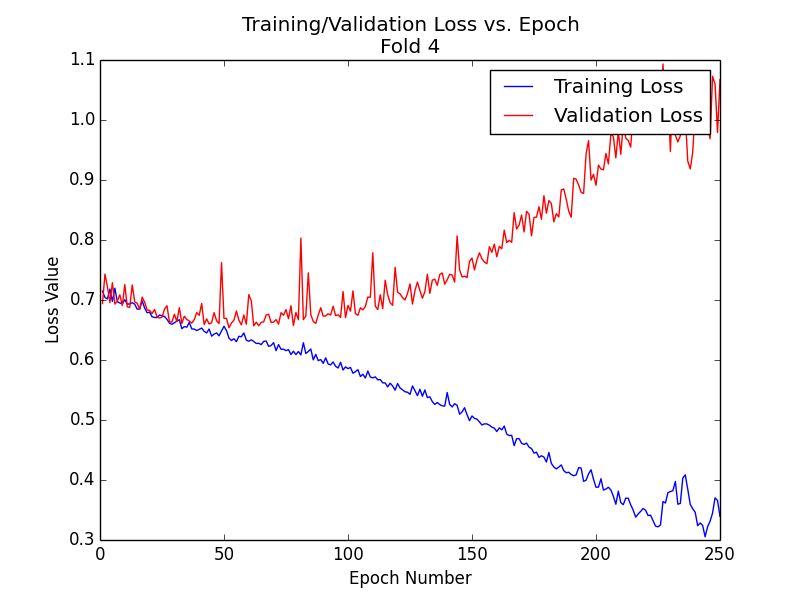 Training/Validation Loss vs. Epoch
Fold 4
Training Loss
Validation Loss
Loss Value
1.1
1.0
0.9
0.8
0.7
0.6
0.5
0.4
0.3
0 50 100 150 200 250
Epoch Number